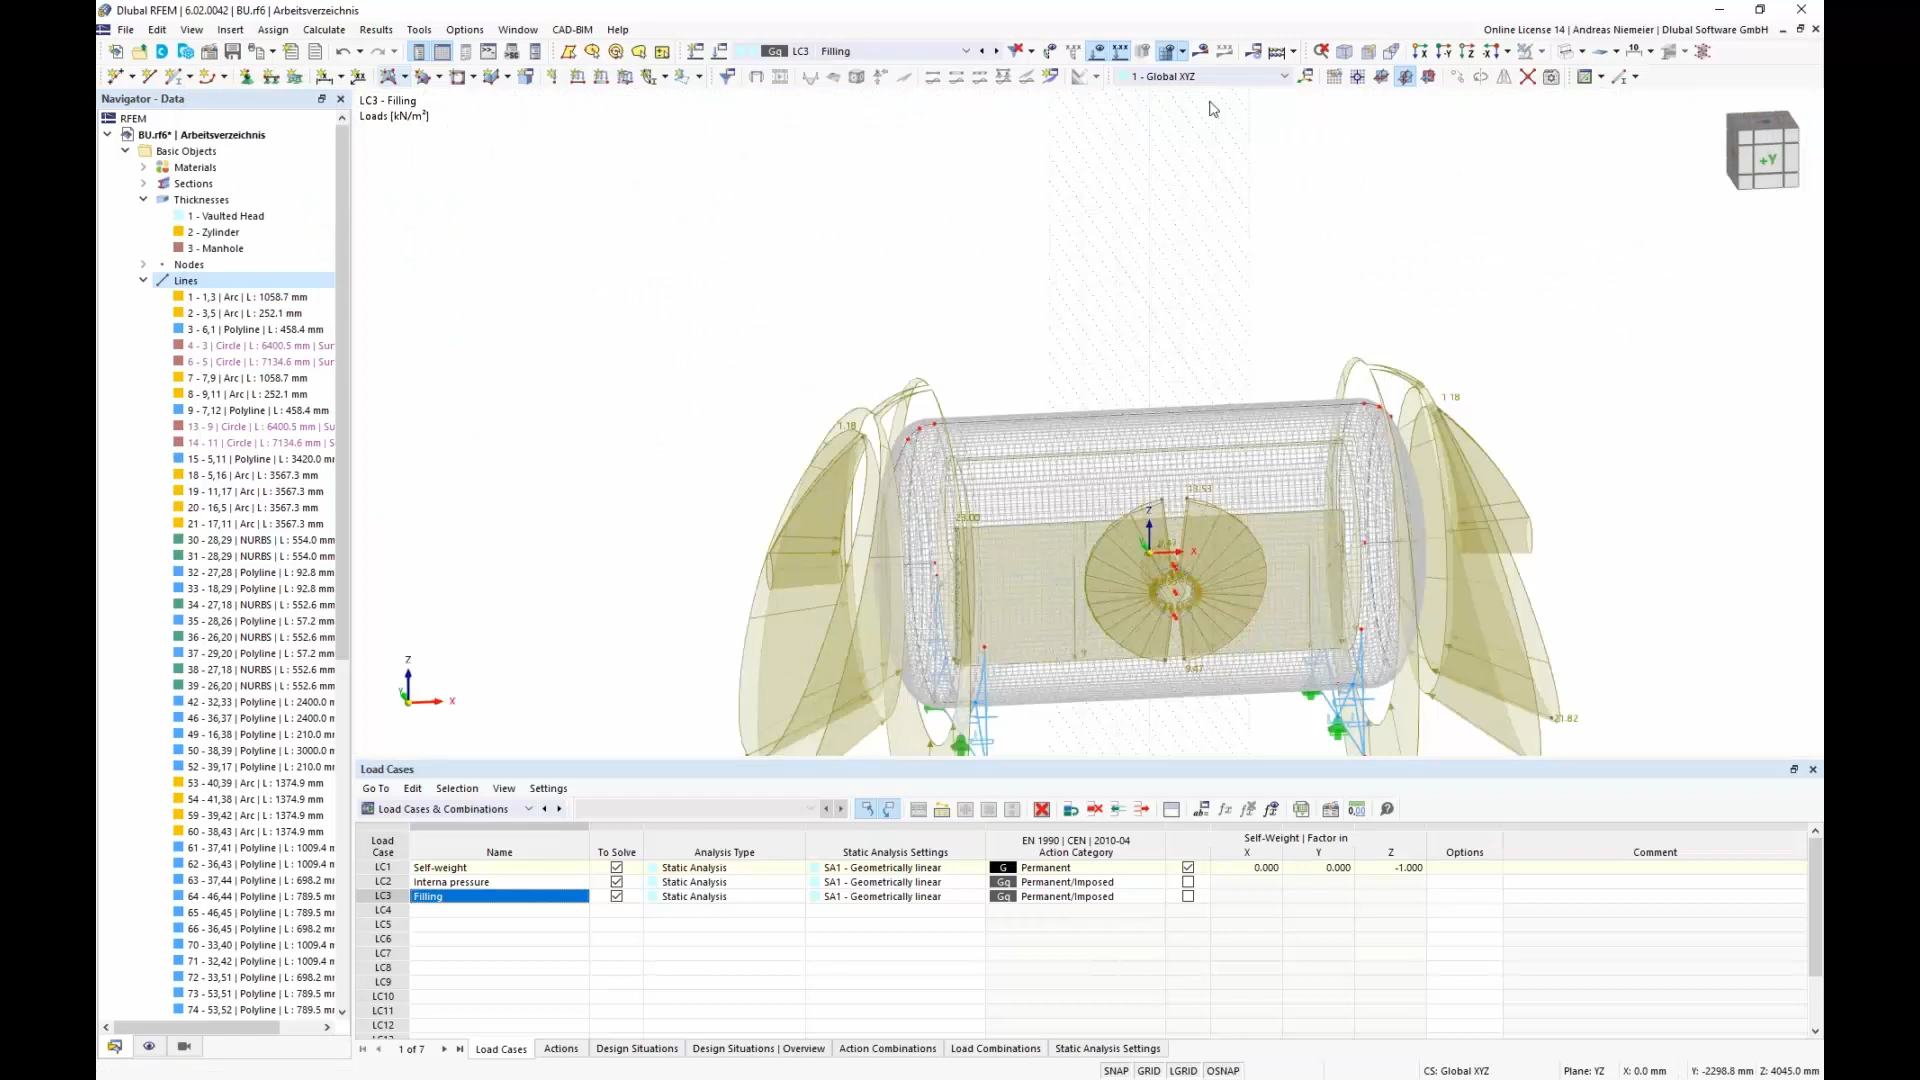 Dlubal RFEM | 6.02.0042 | BU.rf6 | Arbeitsverzeichnis
File Edit View Insert Assign Calculate Results Tools Options Window CAD-BIM Help
Online License 14 | Andreas Niemeier | Dlubal Software GmbH
Gq LC3 Filling
1 - Global XYZ
Navigator - Data
RFEM
BU.rf6* | Arbeitsverzeichnis
Basic Objects
Materials
Sections
Thicknesses
1 - Vaulted Head
2 - Zylinder
3 - Manhole
Nodes
Lines
1 - 1,3 | Arc | L : 1058.7 mm
2 - 3,5 | Arc | L : 252.1 mm
3 - 6,1 | Polyline | L : 458.4 mm
4 - 3 | Circle | L : 6400.5 mm | Sur
6 - 5 | Circle | L : 7134.6 mm | Sur
7 - 7,9 | Arc | L : 1058.7 mm
8 - 9,11 | Arc | L : 252.1 mm
9 - 7,12 | Polyline | L : 458.4 mm
13 - 9 | Circle | L : 6400.5 mm | Su
14 - 11 | Circle | L : 7134.6 mm | S
15 - 5,11 | Polyline | L : 3420.0 m
18 - 5,16 | Arc | L : 3567.3 mm
19 - 11,17 | Arc | L : 3567.3 mm
20 - 16,5 | Arc | L : 3567.3 mm
21 - 17,11 | Arc | L : 3567.3 mm
30 - 28,29 | NURBS | L : 554.0 mm
31 - 28,29 | NURBS | L : 554.0 mm
32 - 27,28 | Polyline | L : 92.8 mm
33 - 18,29 | Polyline | L : 92.8 mm
34 - 27,18 | NURBS | L : 552.6 mm
35 - 28,26 | Polyline | L : 57.2 mm
36 - 26,20 | NURBS | L : 552.6 mm
37 - 29,20 | Polyline | L : 57.2 mm
38 - 27,18 | NURBS | L : 552.6 mm
39 - 26,20 | NURBS | L : 552.6 mm
42 - 32,33 | Polyline | L : 2400.0 m
46 - 36,37 | Polyline | L : 2400.0 m
49 - 16,38 | Polyline | L : 210.0 m
50 - 38,39 | Polyline | L : 3000.0 m
52 - 39,17 | Polyline | L : 210.0 m
53 - 40,39 | Arc | L : 1374.9 mm
54 - 41,38 | Arc | L : 1374.9 mm
59 - 39,42 | Arc | L : 1374.9 mm
60 - 38,43 | Arc | L : 1374.9 mm
61 - 37,41 | Polyline | L : 1009.4 m
62 - 36,43 | Polyline | L : 1009.4 m
63 - 37,44 | Polyline | L : 698.2 m
64 - 46,44 | Polyline | L : 789.5 m
65 - 46,45 | Polyline | L : 789.5 m
66 - 36,45 | Polyline | L : 698.2 m
70 - 33,40 | Polyline | L : 1009.4 m
71 - 32,42 | Polyline | L : 1009.4 m
72 - 33,51 | Polyline | L : 698.2 m
73 - 53,51 | Polyline | L : 789.5 m
74 - 53,52 | Polyline | L : 789.5 m
LC3 - Filling
Loads [kN/m²]
+Y
1.18
1.18
23.00
13.53
Z
X
9.47
21.82
Z
Y
X
Load Cases
Go To Edit Selection View Settings
Load Cases & Combinations
Load
Case
Name
To Solve
Analysis Type
Static Analysis Settings
EN 1990 | CEN | 2010-04
Action Category
Self-Weight | Factor in
X Y Z
Options
Comment
LC1 Self-weight Static Analysis SA1 - Geometrically linear G Permanent 0.000 0.000 -1.000
LC2 Interna pressure Static Analysis SA1 - Geometrically linear Gq Permanent/Imposed
LC3 Filling Static Analysis SA1 - Geometrically linear Gq Permanent/Imposed
LC4
LC5
LC6
LC7
LC8
LC9
LC10
LC11
LC12
1 of 7 Load Cases Actions Design Situations Design Situations | Overview Action Combinations Load Combinations Static Analysis Settings
SNAP GRID LGRID OSNAP CS: Global XYZ Plane: YZ X: 0.0 mm Y: -2298.8 mm Z: 4045.0 mm